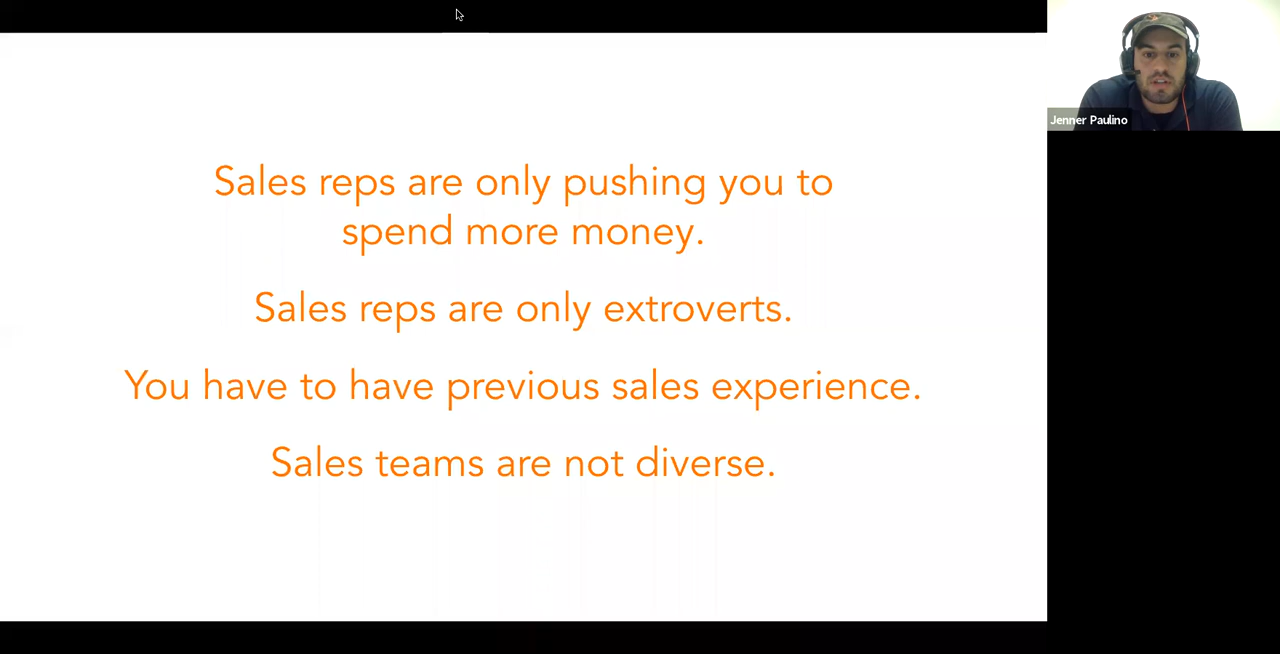 Sales reps are only pushing you to
spend more money.
Sales reps are only extroverts.
You have to have previous sales experience.
Sales teams are not diverse.
Jenner Paulino